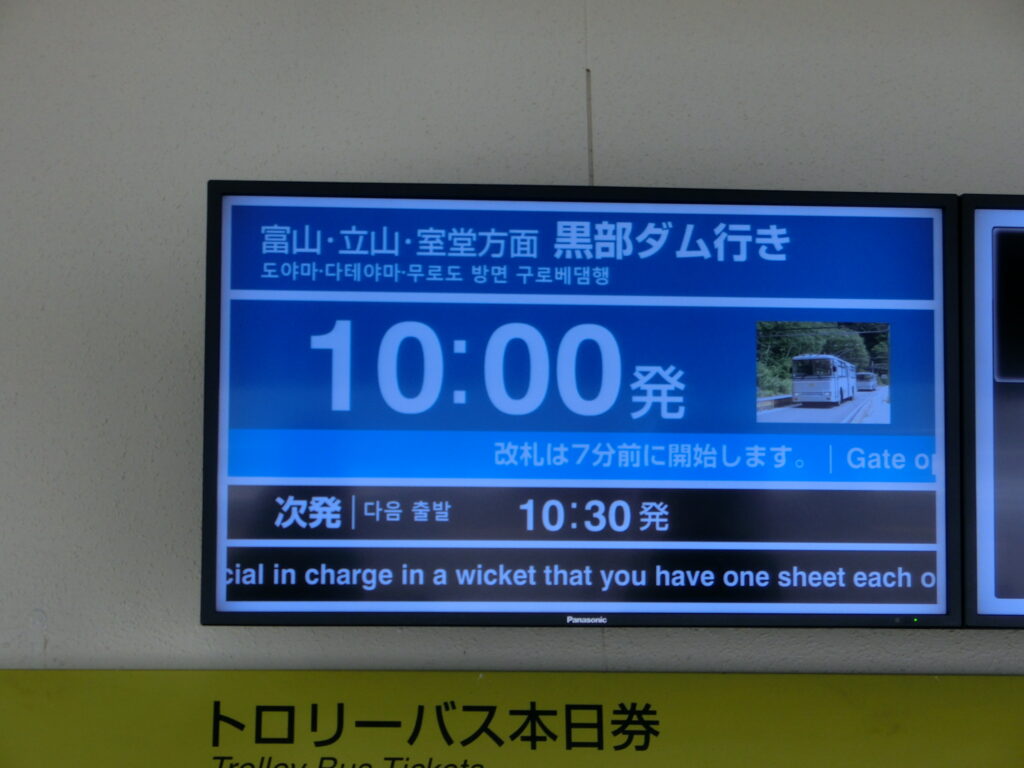 富山・立山・室堂方面 黒部ダム行き
도야마·다테야마·무로도 방면 구로베댐행
10:00発
改札は7分前に開始します。 | Gate op
次発 | 다음 출발 10:30発
cial in charge in a wicket that you have one sheet each o
Panasonic
トロリーバス本日券
Trolley Bus Tickets